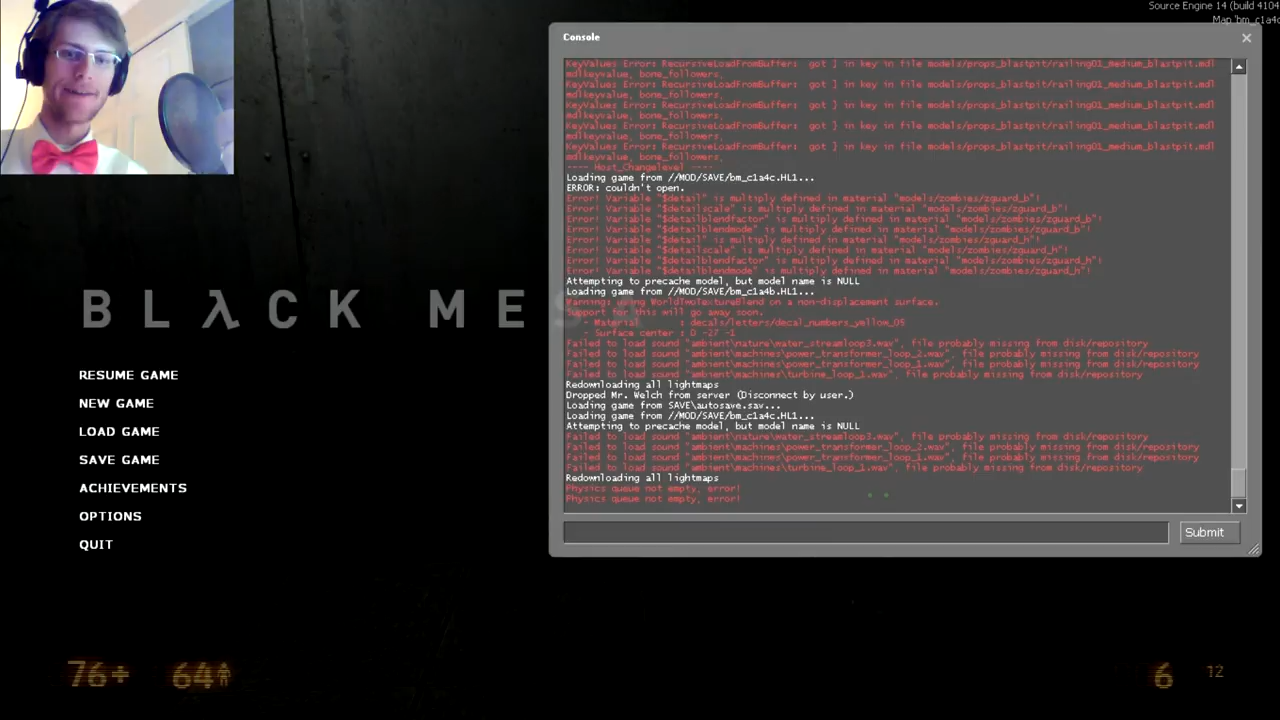 Source Engine 14 (build 4104
Map 'bm_c1a4c
Console
KeyValues Error: RecursiveLoadFromBuffer: got } in key in file models/props_blastpit/railing01_medium_blastpit.mdl
mdlkeyvalue, bone_followers,
KeyValues Error: RecursiveLoadFromBuffer: got } in key in file models/props_blastpit/railing01_medium_blastpit.mdl
mdlkeyvalue, bone_followers,
KeyValues Error: RecursiveLoadFromBuffer: got } in key in file models/props_blastpit/railing01_medium_blastpit.mdl
mdlkeyvalue, bone_followers,
KeyValues Error: RecursiveLoadFromBuffer: got } in key in file models/props_blastpit/railing01_medium_blastpit.mdl
mdlkeyvalue, bone_followers,
KeyValues Error: RecursiveLoadFromBuffer: got } in key in file models/props_blastpit/railing01_medium_blastpit.mdl
mdlkeyvalue, bone_followers,
---- Host_Changelevel ----
Loading game from //MOD/SAVE/bm_c1a4c.HL1...
ERROR: couldn't open.
Error! Variable "$detail" is multiply defined in material "models/zombies/zguard_b"!
Error! Variable "$detailscale" is multiply defined in material "models/zombies/zguard_b"!
Error! Variable "$detailblendfactor" is multiply defined in material "models/zombies/zguard_b"!
Error! Variable "$detailblendmode" is multiply defined in material "models/zombies/zguard_b"!
Error! Variable "$detail" is multiply defined in material "models/zombies/zguard_h"!
Error! Variable "$detailscale" is multiply defined in material "models/zombies/zguard_h"!
Error! Variable "$detailblendfactor" is multiply defined in material "models/zombies/zguard_h"!
Error! Variable "$detailblendmode" is multiply defined in material "models/zombies/zguard_h"!
Attempting to precache model, but model name is NULL
Loading game from //MOD/SAVE/bm_c1a4b.HL1...
Warning: using WorldTwoTextureBlend on a non-displacement surface.
Support for this will go away soon.
- Material : decals/letters/decal_numbers_yellow_05
- Surface center : 0 -27 -1
Failed to load sound "ambient\nature\water_streamloop3.wav", file probably missing from disk/repository
Failed to load sound "ambient\machines\power_transformer_loop_2.wav", file probably missing from disk/repository
Failed to load sound "ambient\machines\power_transformer_loop_1.wav", file probably missing from disk/repository
Failed to load sound "ambient\machines\turbine_loop_1.wav", file probably missing from disk/repository
Redownloading all lightmaps
Dropped Mr. Welch from server (Disconnect by user.)
Loading game from SAVE\autosave.sav...
Loading game from //MOD/SAVE/bm_c1a4c.HL1...
Attempting to precache model, but model name is NULL
Failed to load sound "ambient\nature\water_streamloop3.wav", file probably missing from disk/repository
Failed to load sound "ambient\machines\power_transformer_loop_2.wav", file probably missing from disk/repository
Failed to load sound "ambient\machines\power_transformer_loop_1.wav", file probably missing from disk/repository
Failed to load sound "ambient\machines\turbine_loop_1.wav", file probably missing from disk/repository
Redownloading all lightmaps
Physics queue not empty, error!
Physics queue not empty, error!
Submit
BLλCK MES
RESUME GAME
NEW GAME
LOAD GAME
SAVE GAME
ACHIEVEMENTS
OPTIONS
QUIT
76+ 64
6 12